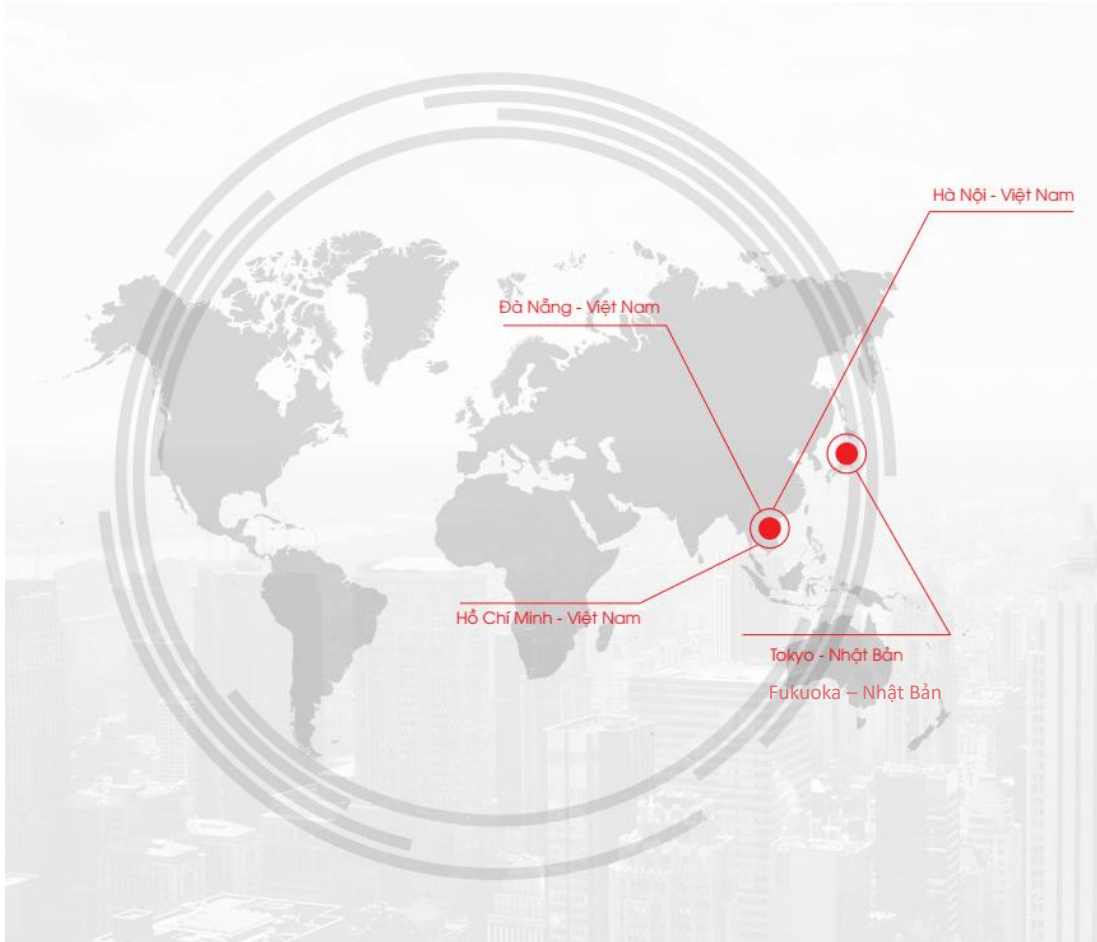 Hà Nội - Việt Nam
Đà Nẵng - Việt Nam
Hồ Chí Minh - Việt Nam
Tokyo - Nhật Bản
Fukuoka – Nhật Bản